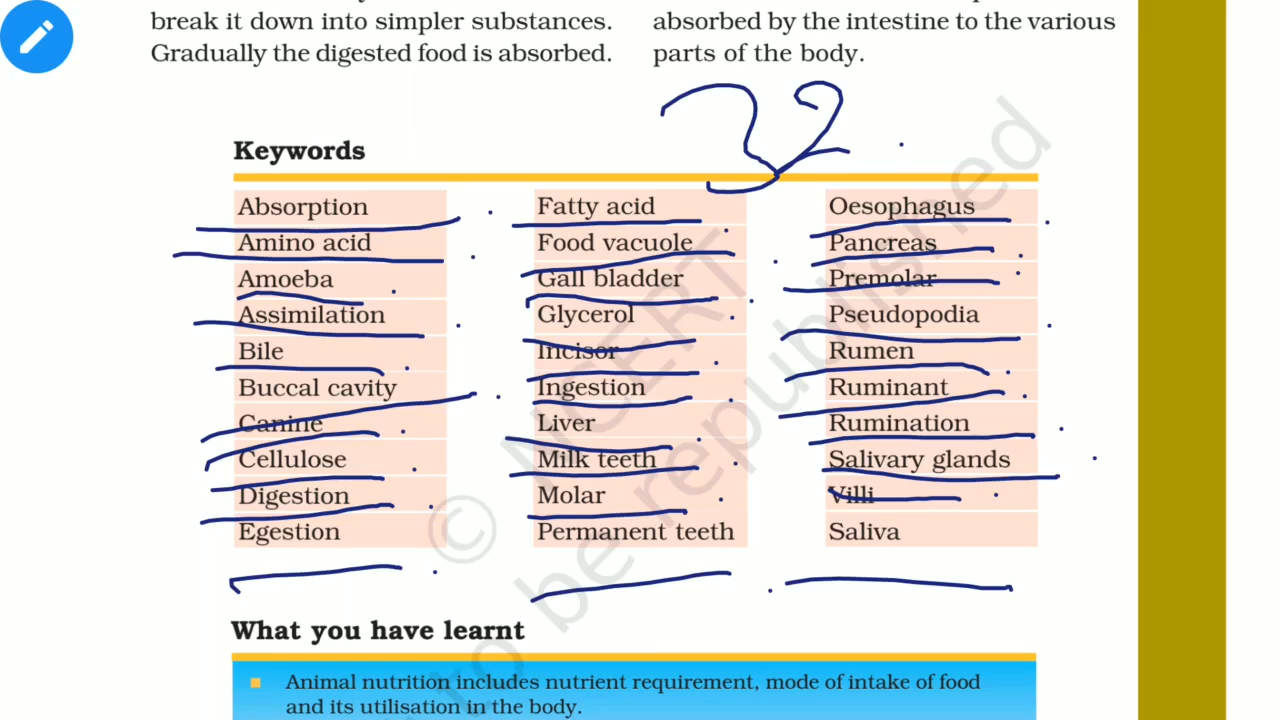 break it down into simpler substances.
Gradually the digested food is absorbed.
absorbed by the intestine to the various
parts of the body.
32
Keywords
Absorption
Amino acid
Amoeba
Assimilation
Bile
Buccal cavity
Canine
Cellulose
Digestion
Egestion
Fatty acid
Food vacuole
Gall bladder
Glycerol
Incisor
Ingestion
Liver
Milk teeth
Molar
Permanent teeth
Oesophagus
Pancreas
Premolar
Pseudopodia
Rumen
Ruminant
Rumination
Salivary glands
Villi
Saliva
© NCERT
to be republished
What you have learnt
Animal nutrition includes nutrient requirement, mode of intake of food
and its utilisation in the body.